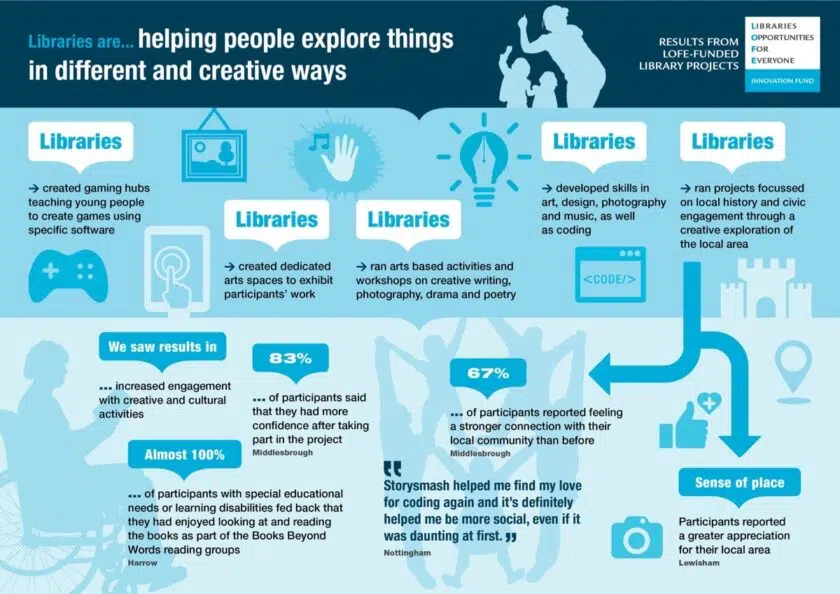 Libraries are... helping people explore things
in different and creative ways
RESULTS FROM
LOFE-FUNDED
LIBRARY PROJECTS
LIBRARIES
OPPORTUNITIES
FOR
EVERYONE
INNOVATION FUND
Libraries
→ created gaming hubs
teaching young people
to create games using
specific software
Libraries
→ created dedicated
arts spaces to exhibit
participants' work
Libraries
→ ran arts based activities and
workshops on creative writing,
photography, drama and poetry
Libraries
→ developed skills in
art, design, photography
and music, as well
as coding
<CODE/>
Libraries
→ ran projects focussed
on local history and civic
engagement through a
creative exploration of
the local area
We saw results in
... increased engagement
with creative and cultural
activities
83%
... of participants said
that they had more
confidence after taking
part in the project
Middlesbrough
Almost 100%
... of participants with special educational
needs or learning disabilities fed back that
they had enjoyed looking at and reading
the books as part of the Books Beyond
Words reading groups
Harrow
67%
... of participants reported feeling
a stronger connection with their
local community than before
Middlesbrough
"
Storysmash helped me find my love
for coding again and it's definitely
helped me be more social, even if it
was daunting at first. "
Nottingham
Sense of place
Participants reported
a greater appreciation
for their local area
Lewisham